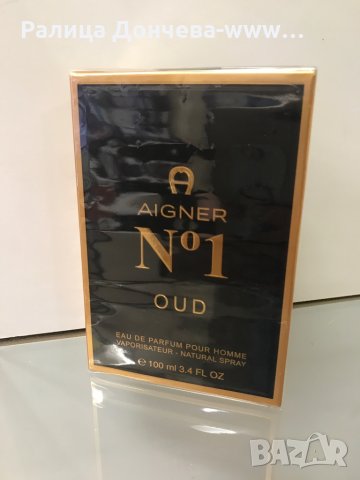 Ралица Дончева-www...
AIGNER
Nº1
OUD
EAU DE PARFUM POUR HOMME
VAPORISATEUR - NATURAL SPRAY
℮ 100 ml 3.4 FL OZ
BAZAR